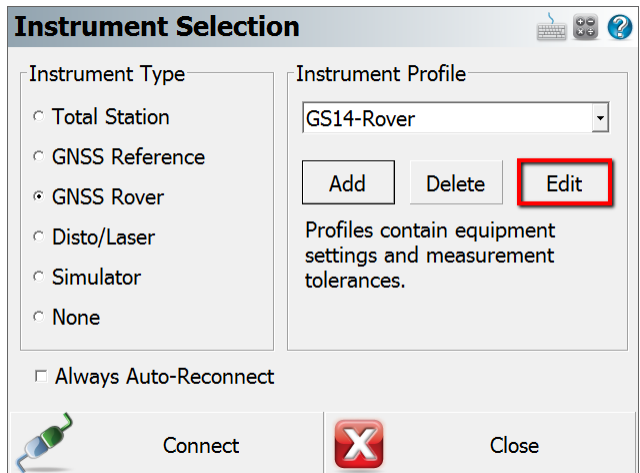 Instrument Selection
Instrument Type
Total Station
GNSS Reference
GNSS Rover
Disto/Laser
Simulator
None
Instrument Profile
GS14-Rover
Add Delete Edit
Profiles contain equipment
settings and measurement
tolerances.
Always Auto-Reconnect
Connect Close